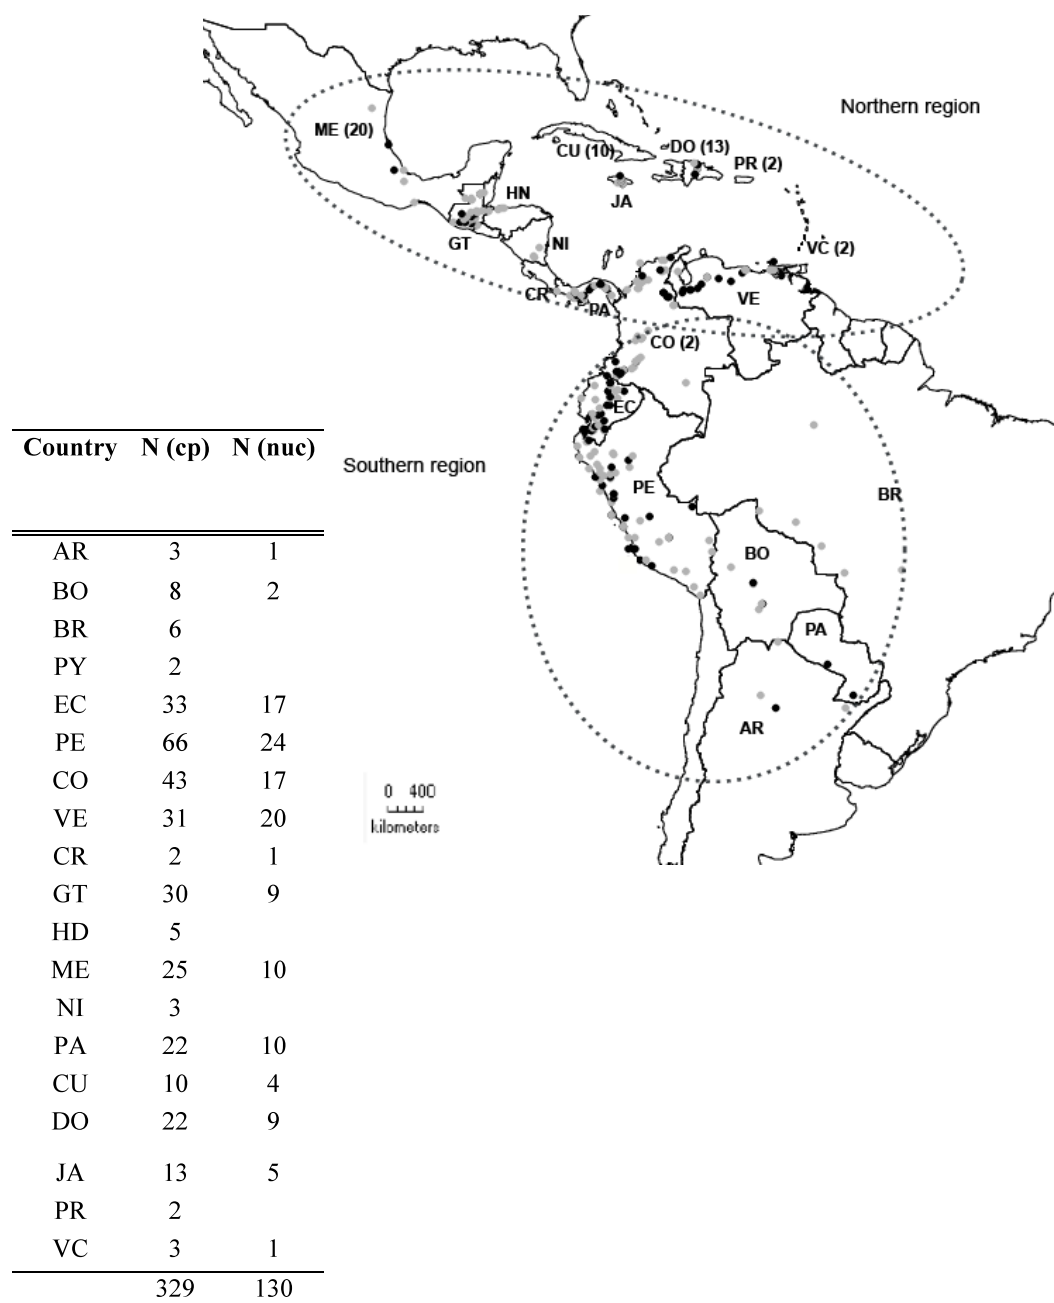 Northern region
ME (20)
CU (10)
DO (13)
PR (2)
HN
JA
GT
NI
VC (2)
CR
PA
VE
CO (2)
EC
Southern region
PE
BR
BO
PA
AR
0 400
kilometers
Country N (cp) N (nuc)
AR 3 1
BO 8 2
BR 6
PY 2
EC 33 17
PE 66 24
CO 43 17
VE 31 20
CR 2 1
GT 30 9
HD 5
ME 25 10
NI 3
PA 22 10
CU 10 4
DO 22 9
JA 13 5
PR 2
VC 3 1
329 130